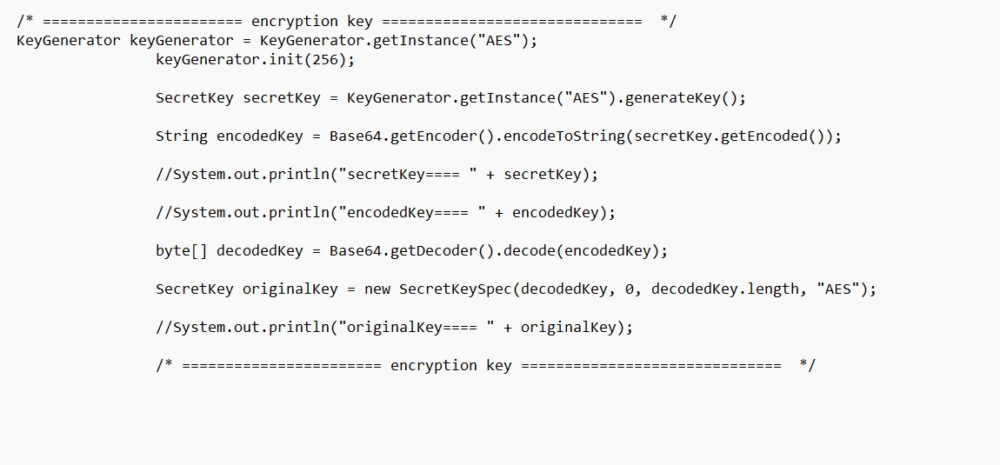 /* ======================= encryption key ==============================  */
KeyGenerator keyGenerator = KeyGenerator.getInstance("AES");
keyGenerator.init(256);
SecretKey secretKey = KeyGenerator.getInstance("AES").generateKey();
String encodedKey = Base64.getEncoder().encodeToString(secretKey.getEncoded());
//System.out.println("secretKey==== " + secretKey);
//System.out.println("encodedKey==== " + encodedKey);
byte[] decodedKey = Base64.getDecoder().decode(encodedKey);
SecretKey originalKey = new SecretKeySpec(decodedKey, 0, decodedKey.length, "AES");
//System.out.println("originalKey==== " + originalKey);
/* ======================= encryption key ==============================  */